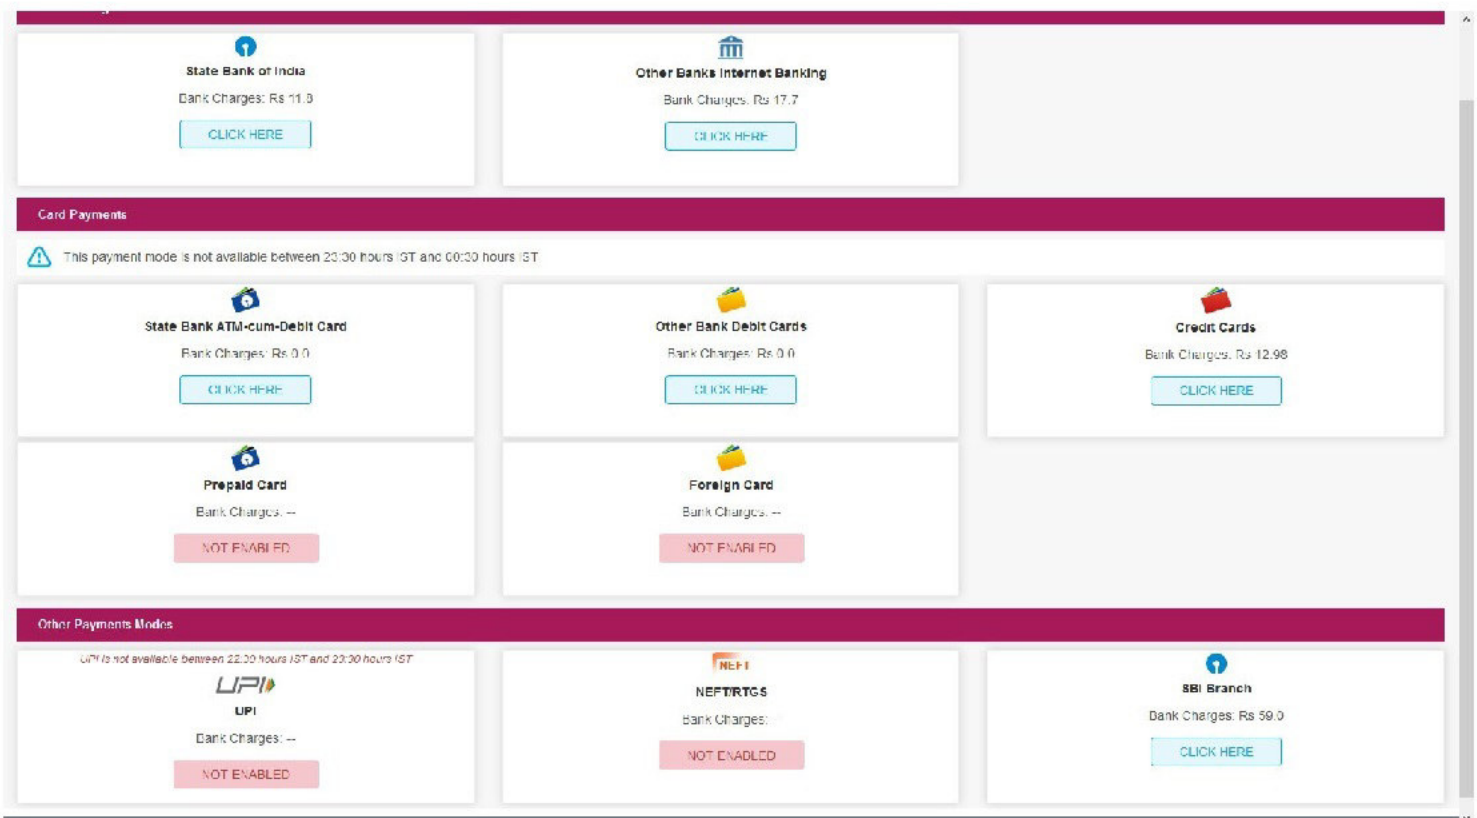 State Bank of India
Other Banks Internet Banking
Bank Charges: Rs 11.8
Bank Charges: Rs 17.7
CLICK HERE
CLICK HERE
Card Payments
This payment mode is not available between 23:30 hours IST and 00:30 hours IST
State Bank ATM-cum-Debit Card
Other Bank Debit Cards
Credit Cards
Bank Charges: Rs 0.0
Bank Charges: Rs 0.0
Bank Charges: Rs 12.98
CLICK HERE
CLICK HERE
CLICK HERE
Prepaid Card
Foreign Card
Bank Charges: --
Bank Charges: --
NOT ENABLED
NOT ENABLED
Other Payments Modes
UPI is not available between 22:30 hours IST and 23:30 hours IST
UPI
UPI
Bank Charges: --
NOT ENABLED
NEFT
NEFT/RTGS
Bank Charges:
NOT ENABLED
SBI Branch
Bank Charges: Rs 59.0
CLICK HERE